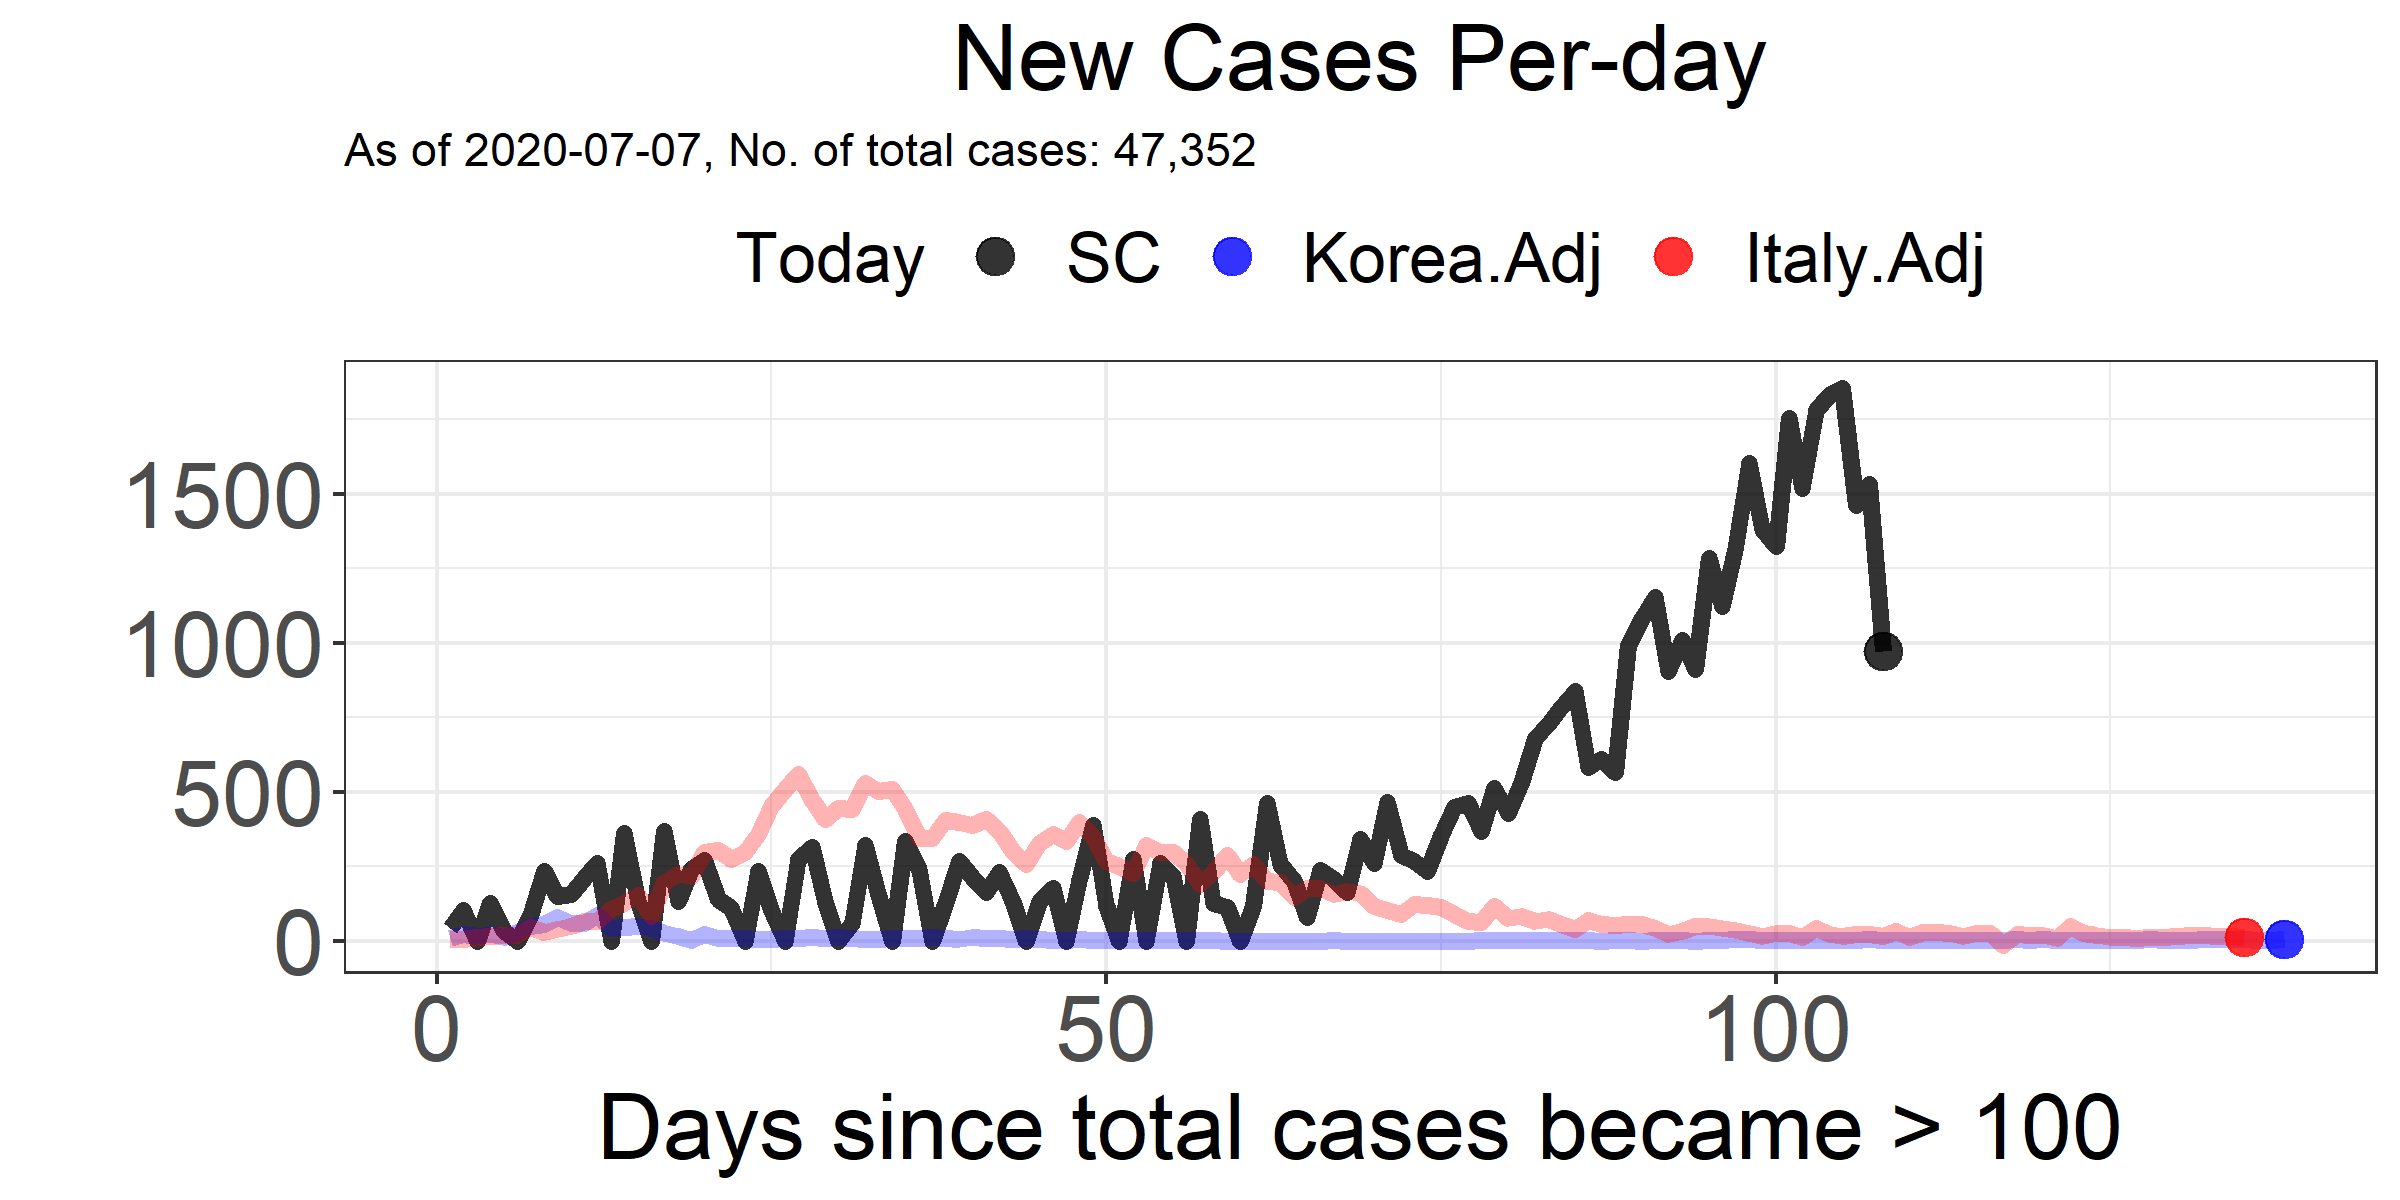 New Cases Per-day
As of 2020-07-07, No. of total cases: 47,352
Today SC Korea.Adj Italy.Adj
1500
1000
500
0
0 50 100
Days since total cases became > 100